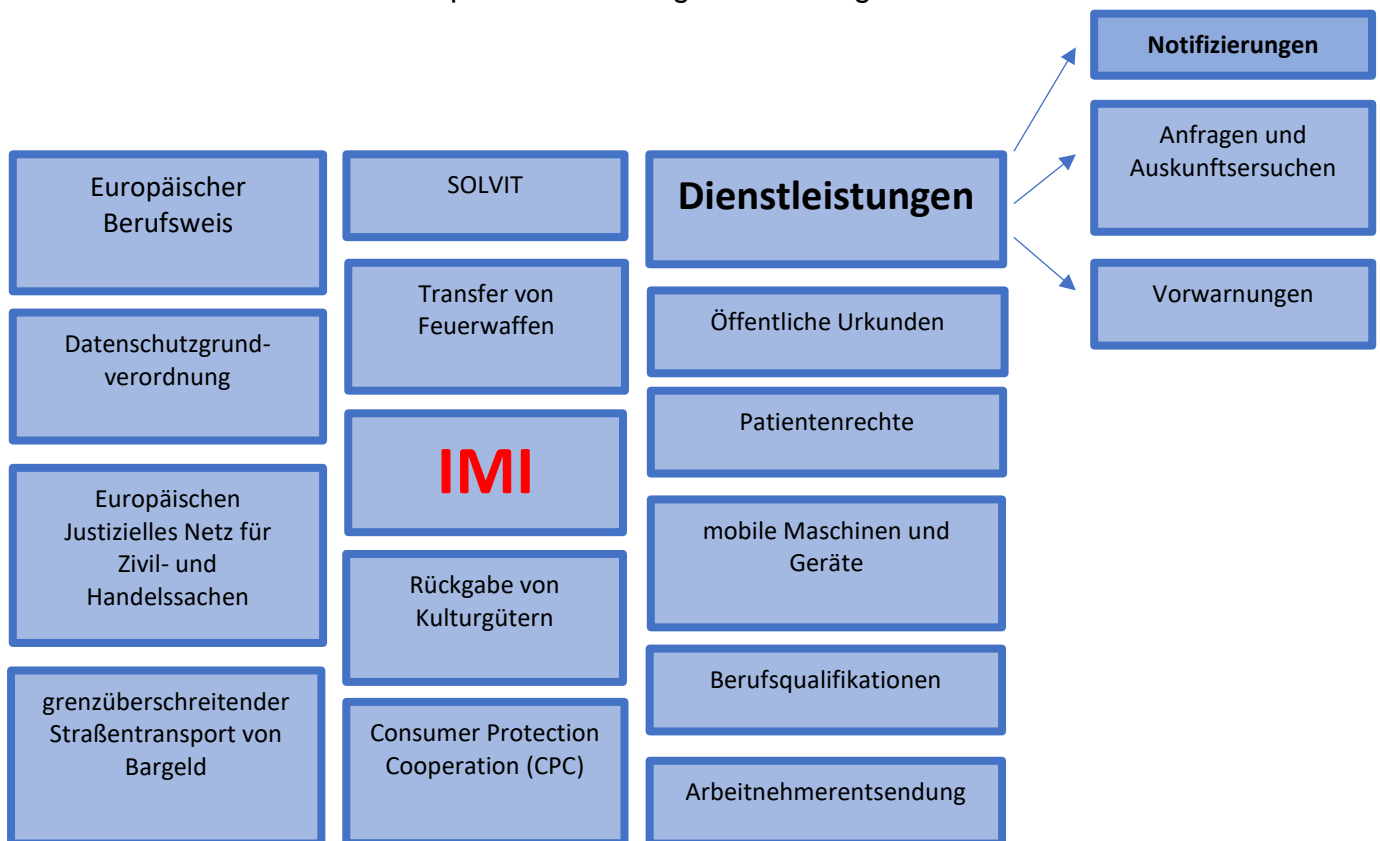 Notifizierungen
Anfragen und
Auskunftsersuchen
Vorwarnungen
Europäischer
Berufsweis
Datenschutzgrund-
verordnung
Europäischen
Justizielles Netz für
Zivil- und
Handelssachen
grenzüberschreitender
Straßentransport von
Bargeld
SOLVIT
Transfer von
Feuerwaffen
IMI
Rückgabe von
Kulturgütern
Consumer Protection
Cooperation (CPC)
Dienstleistungen
Öffentliche Urkunden
Patientenrechte
mobile Maschinen und
Geräte
Berufsqualifikationen
Arbeitnehmerentsendung